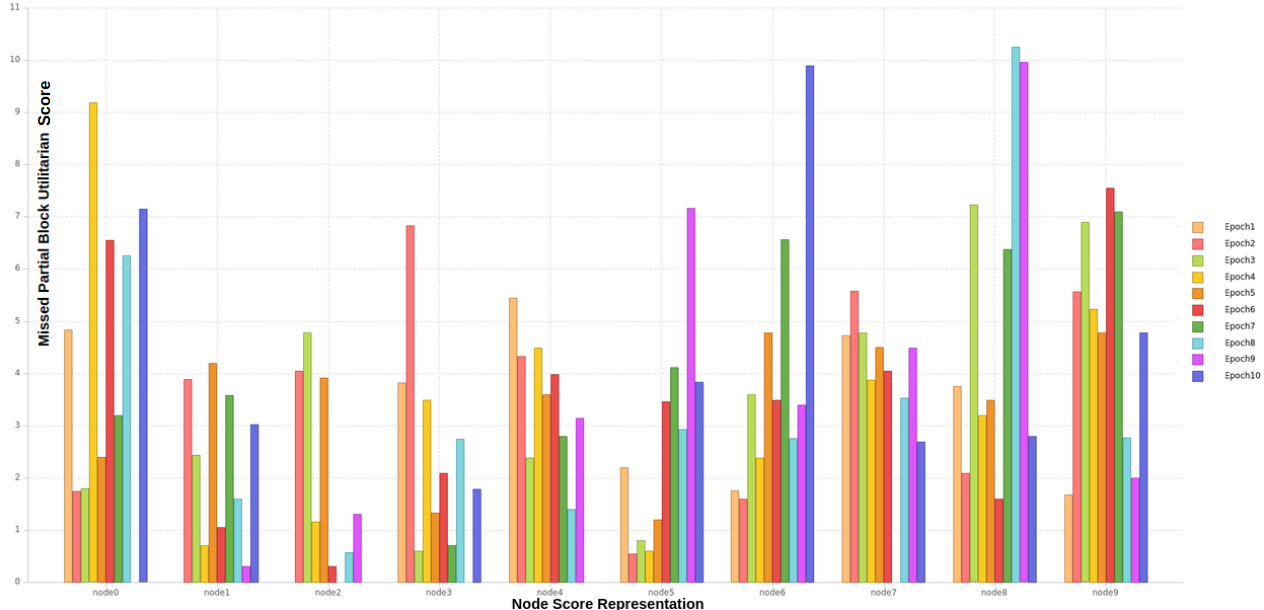 11
10
9
8
7
6
5
4
3
2
1
0
Missed Partial Block Utilitarian Score
node0 node1 node2 node3 node4 node5 node6 node7 node8 node9
Node Score Representation
Epoch1
Epoch2
Epoch3
Epoch4
Epoch5
Epoch6
Epoch7
Epoch8
Epoch9
Epoch10